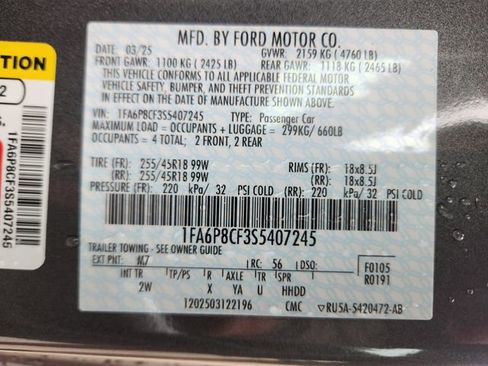 MFD. BY FORD MOTOR CO.
DATE: 03/25 GVWR: 2159 KG (4760 LB)
FRONT GAWR: 1100 KG (2425 LB) REAR GAWR: 1118 KG (2465 LB)
THIS VEHICLE CONFORMS TO ALL APPLICABLE FEDERAL MOTOR
VEHICLE SAFETY, BUMPER, AND THEFT PREVENTION STANDARDS
IN EFFECT ON THE DATE OF MANUFACTURE SHOWN ABOVE.
VIN: 1FA6P8CF3S5407245 TYPE: Passenger Car
MAXIMUM LOAD = OCCUPANTS + LUGGAGE = 299KG/ 660LB
OCCUPANTS = 4 TOTAL; 2 FRONT, 2 REAR
TIRE (FR): 255/45R18 99W RIMS (FR): 18x8.5J
(RR): 255/45R18 99W (RR): 18x8.5J
PRESSURE (FR): 220 kPa/ 32 PSI COLD (RR): 220 kPa/ 32 PSI COLD
1FA6P8CF3S5407245
TRAILER TOWING - SEE OWNER GUIDE
EXT PNT: M7 RC: 56 DSO: F0105
R0191
INT TR TP/PS R AXLE TR SPR
2W X YA U HHDD
1202503122196 CMC RU5A-5420472-AB
TION
2
S.
1FA6P8CF3S5407245